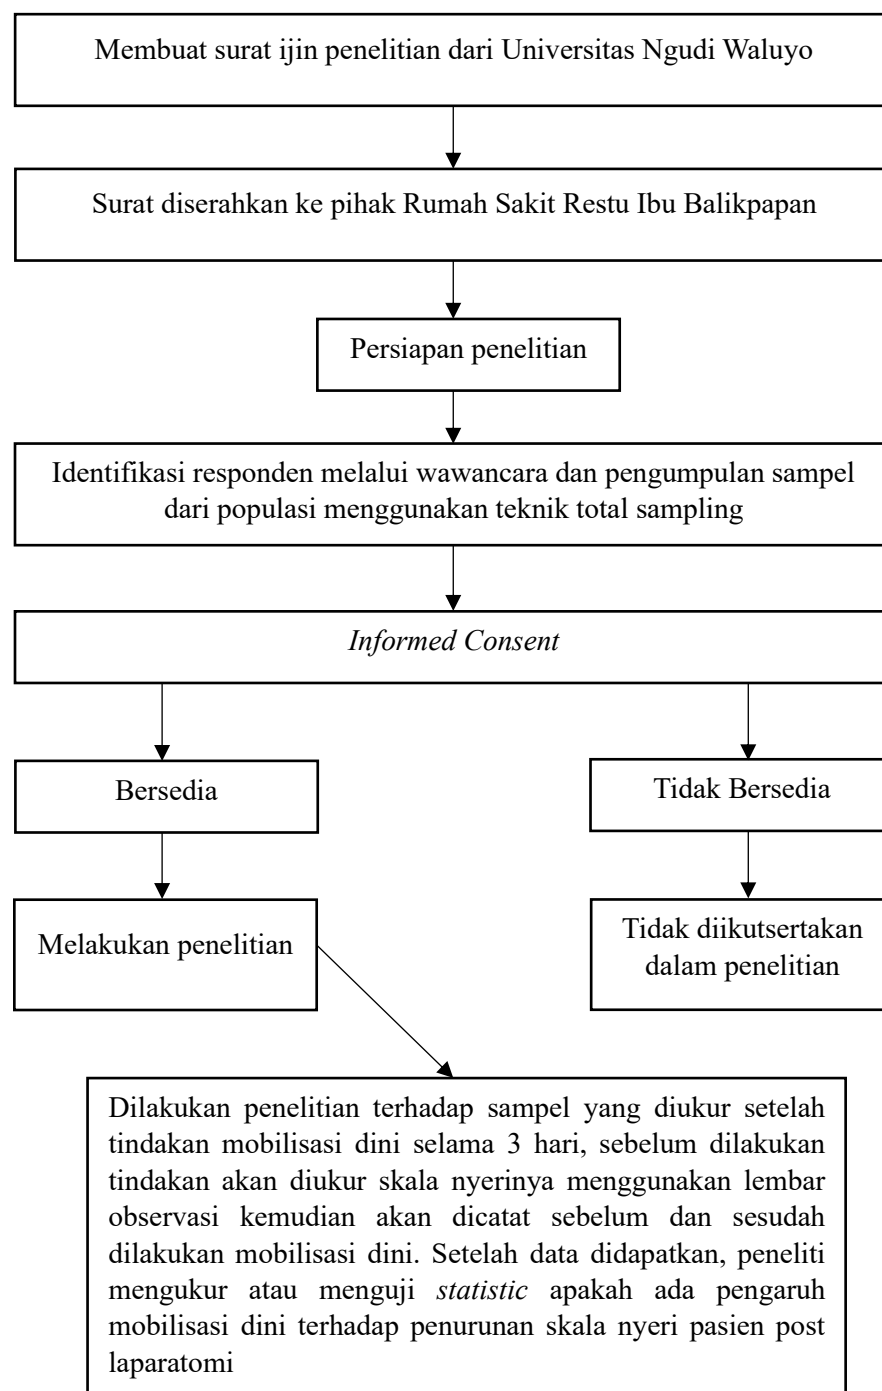 Membuat surat ijin penelitian dari Universitas Ngudi Waluyo
Surat diserahkan ke pihak Rumah Sakit Restu Ibu Balikpapan
Persiapan penelitian
Identifikasi responden melalui wawancara dan pengumpulan sampel
dari populasi menggunakan teknik total sampling
Informed Consent
Bersedia
Tidak Bersedia
Melakukan penelitian
Tidak diikutsertakan
dalam penelitian
Dilakukan penelitian terhadap sampel yang diukur setelah
tindakan mobilisasi dini selama 3 hari, sebelum dilakukan
tindakan akan diukur skala nyerinya menggunakan lembar
observasi kemudian akan dicatat sebelum dan sesudah
dilakukan mobilisasi dini. Setelah data didapatkan, peneliti
mengukur atau menguji statistic apakah ada pengaruh
mobilisasi dini terhadap penurunan skala nyeri pasien post
laparatomi